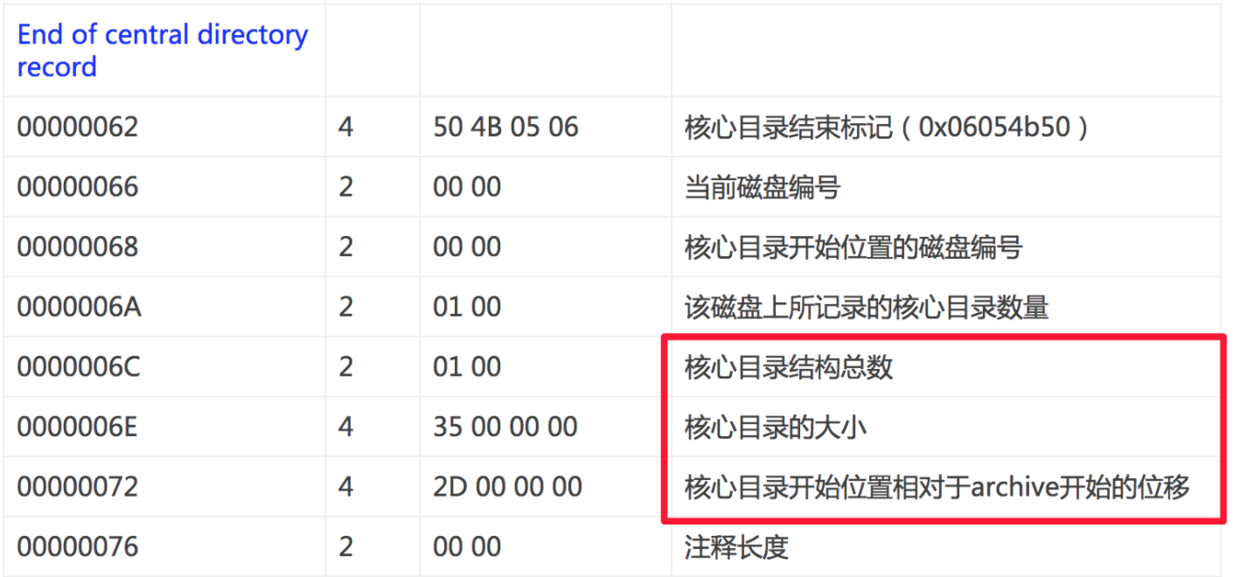 End of central directory
record
00000062 4 50 4B 05 06 核心目录结束标记（0x06054b50）
00000066 2 00 00 当前磁盘编号
00000068 2 00 00 核心目录开始位置的磁盘编号
0000006A 2 01 00 该磁盘上所记录的核心目录数量
0000006C 2 01 00 核心目录结构总数
0000006E 4 35 00 00 00 核心目录的大小
00000072 4 2D 00 00 00 核心目录开始位置相对于archive开始的位移
00000076 2 00 00 注释长度